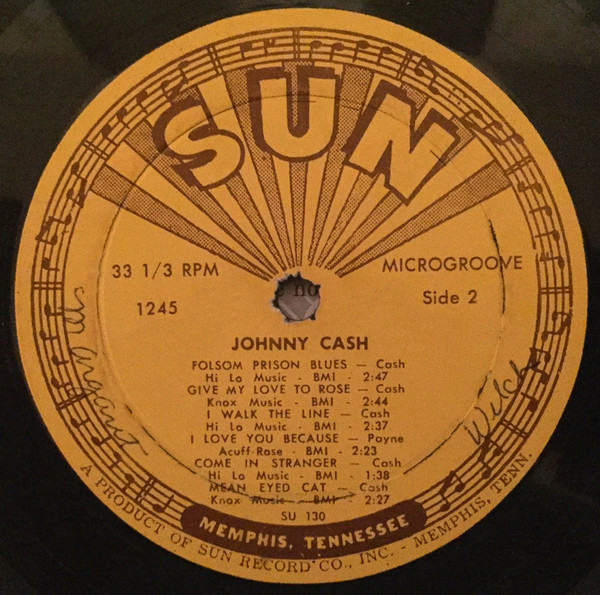 SUN
33 1/3 RPM
MICROGROOVE
1245
Side 2
no
JOHNNY CASH
FOLSOM PRISON BLUES — Cash
Hi Lo Music - BMI - 2:47
GIVE MY LOVE TO ROSE — Cash
Knox Music - BMI - 2:44
I WALK THE LINE — Cash
Hi Lo Music - BMI - 2:37
I LOVE YOU BECAUSE — Payne
Acuff-Rose - BMI - 2:23
COME IN STRANGER — Cash
Hi Lo Music - BMI - 1:38
MEAN EYED CAT — Cash
Knox Music - BMI - 2:27
SU 130
MEMPHIS, TENNESSEE
A PRODUCT OF SUN RECORD CO., INC. - MEMPHIS, TENN.
Welch